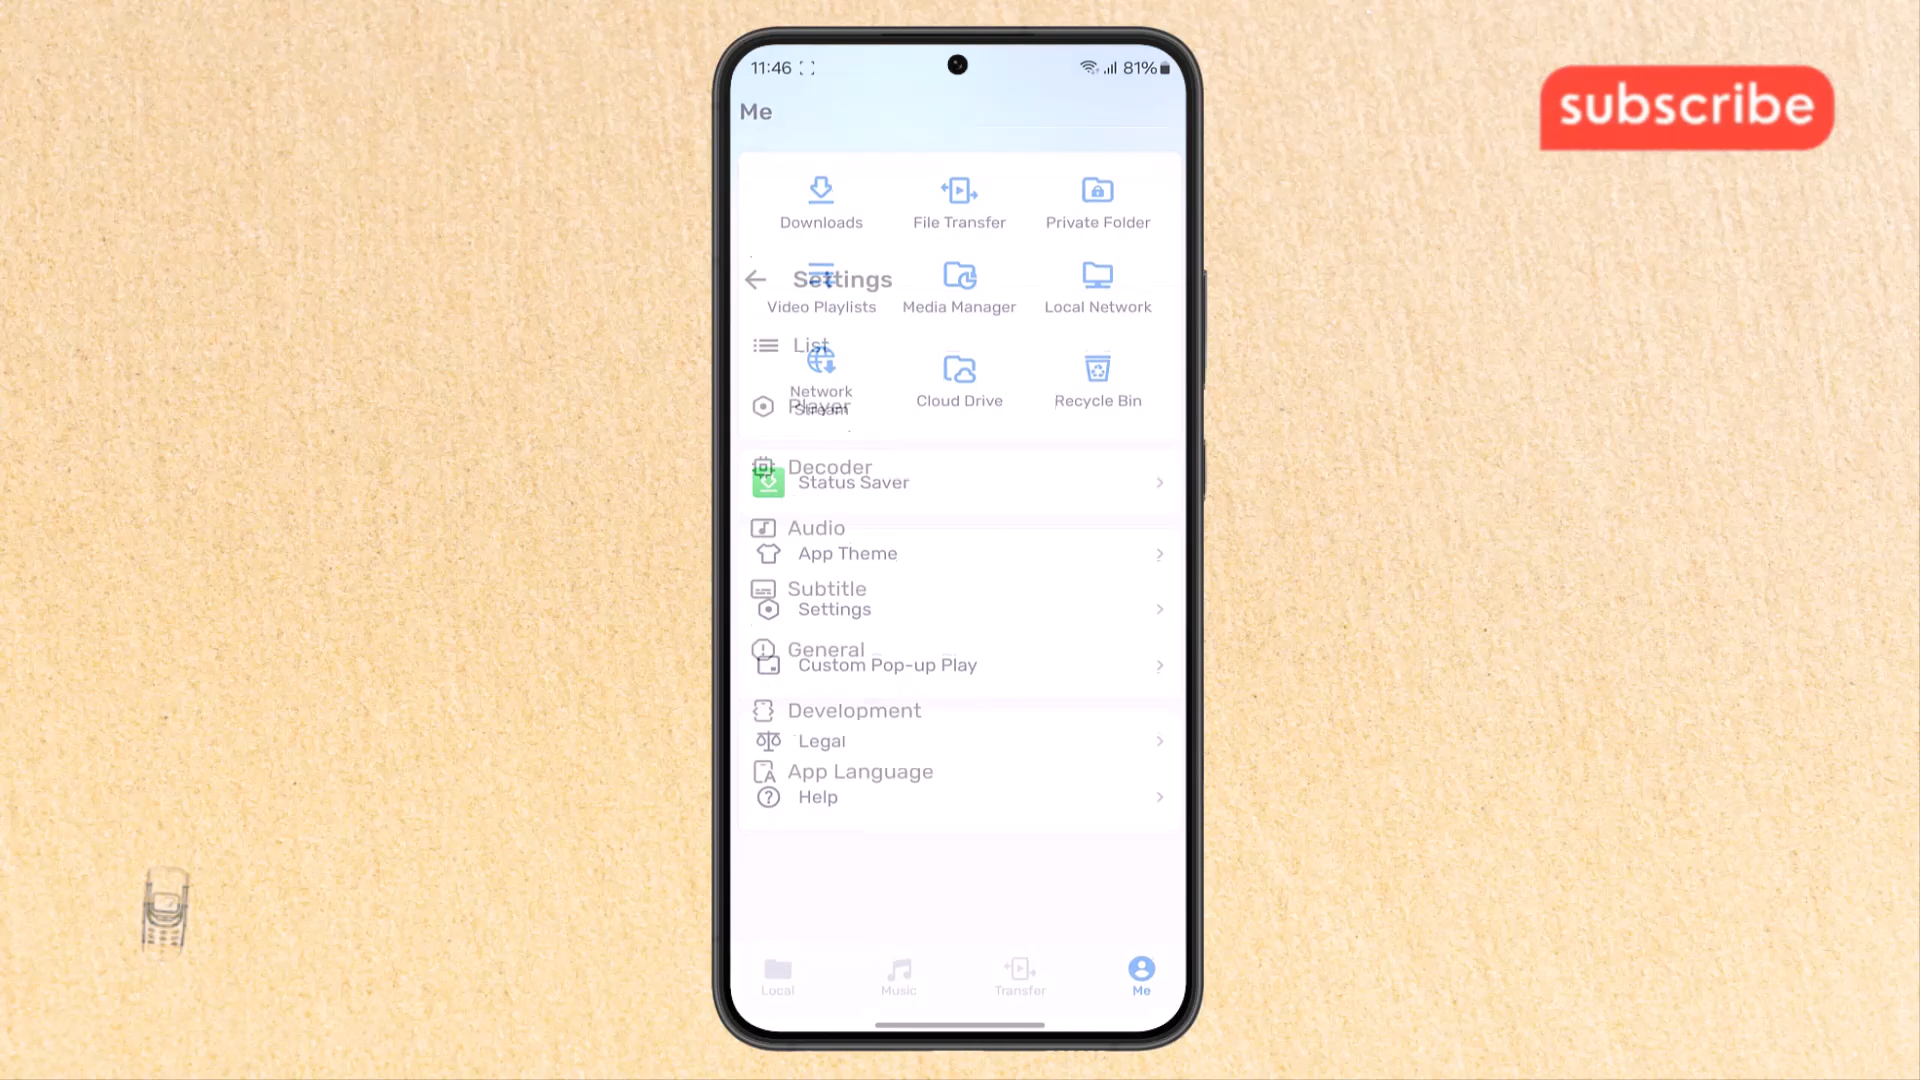 11:46
81%
subscribe
Me
Downloads
File Transfer
Private Folder
Settings
Video Playlists
Media Manager
Local Network
List
Network
Stream
Player
Cloud Drive
Recycle Bin
Decoder
Status Saver
Audio
App Theme
Subtitle
Settings
General
Custom Pop-up Play
Development
Legal
App Language
Help
Local
Music
Transfer
Me